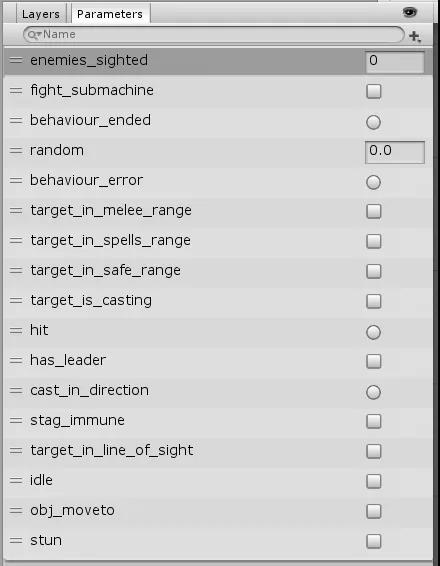 Layers Parameters
Name
enemies_sighted 0
fight_submachine
behaviour_ended
random 0.0
behaviour_error
target_in_melee_range
target_in_spells_range
target_in_safe_range
target_is_casting
hit
has_leader
cast_in_direction
stag_immune
target_in_line_of_sight
idle
obj_moveto
stun